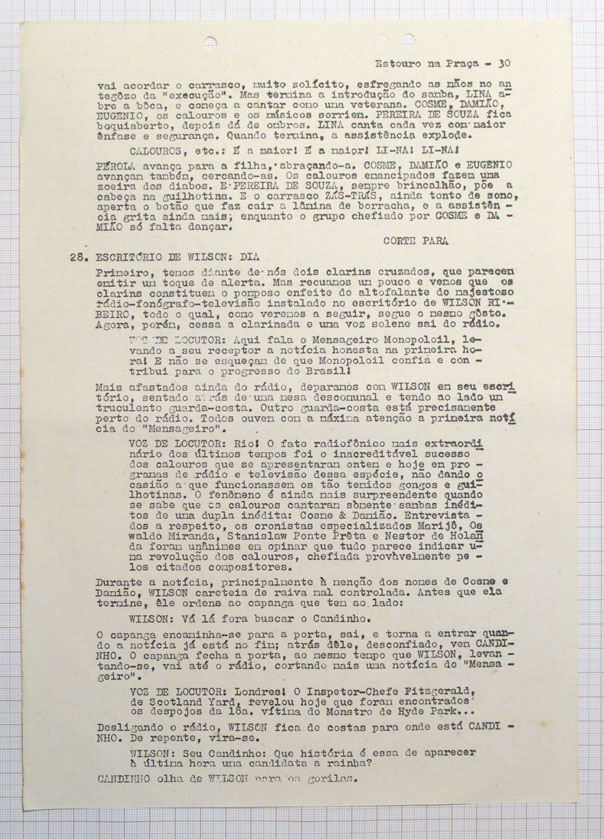 Estouro na Praça - 30
vai acordar o carrasco, muito solícito, esfregando as mãos no an
tegôzo da "execução". Mas termina a introdução do samba, LINA a-
bre a bôca, e começa a cantar como uma veterana. COSME, DAMIÃO,
EUGENIO, os calouros e os músicos sorriem. PEREIRA DE SOUZA fica
boquiaberto, depois dá de ombros. LINA canta cada vez com maior
ênfase e segurança. Quando termina, a assistência explode.
CALOUROS, etc.: É a maior! E a maior! LI-NA! LI-NA!
PÉROLA avança para a filha, abraçando-a. COSME, DAMIÃO e EUGENIO
avançam também, cercando-as. Os calouros emancipados fazem uma
zoeira dos diabos. E PEREIRA DE SOUZA, sempre brincalhão, põe a
cabeça na guilhotina. E o carrasco ZÁS-TRÁS, ainda tonto de sono,
aperta o botão que faz cair a lâmina de borracha, e a assistên -
cia grita ainda mais, enquanto o grupo chefiado por COSME e DA -
MIÃO só falta dançar.
CORTE PARA
28. ESCRITÓRIO DE WILSON: DIA
Primeiro, temos diante de nós dois clarins cruzados, que parecem
emitir um toque de alerta. Mas recuamos um pouco e vemos que os
clarins constituem o pomposo enfeite do altofalante do majestoso
rádio-fonógrafo-televisão instalado no escritório de WILSON RI -
BEIRO, todo o qual, como veremos a seguir, segue o mesmo gôsto.
Agora, porém, cessa a clarinada e uma voz solene sai do rádio.
VOZ DE LOCUTOR: Aqui fala o Mensageiro Monopoloil, le-
vando a seu receptor a notícia honesta na primeira ho-
ra! E não se esqueçam de que Monopoloil confia e con -
tribui para o progresso do Brasil!
Mais afastados ainda do rádio, deparamos com WILSON em seu escri
tório, sentado atrás de uma mesa descomunal e tendo ao lado um
truculento guarda-costa. Outro guarda-costa está precisamente
perto do rádio. Todos ouvem com a máxima atenção a primeira notí
cia do "Mensageiro".
VOZ DE LOCUTOR: Rio! O fato radiofônico mais extraordi
nário dos últimos tempos foi o inacreditável sucesso
dos calouros que se apresentaram ontem e hoje em pro -
gramas de rádio e televisão dessa espécie, não dando o
casião a que funcionassem os tão temidos gongos e gui-
lhotinas. O fenômeno é ainda mais surpreendente quando
se sabe que os calouros cantaram sòmente sambas inédi-
tos de uma dupla inédita: Cosme & Damião. Entrevista -
dos a respeito, os cronistas especializados Marijô, Os
waldo Miranda, Stanislaw Ponte Prêta e Nestor de Holan
da foram unânimes em opinar que tudo parece indicar u-
ma revolução dos calouros, chefiada provàvelmente pe -
los citados compositores.
Durante a notícia, principalmente à menção dos nomes de Cosme e
Damião, WILSON careteia de raiva mal controlada. Antes que ela
termine, êle ordena ao capanga que tem ao lado:
WILSON: Vá lá fora buscar o Candinho.
O capanga encaminha-se para a porta, sai, e torna a entrar quan-
do a notícia já está no fim; atrás dêle, desconfiado, vem CANDI-
NHO. O capanga fecha a porta, ao mesmo tempo que WILSON, levan -
tando-se, vai até o rádio, cortando mais uma notícia do "Mensa -
geiro".
VOZ DE LOCUTOR: Londres! O Inspetor-Chefe Fitzgerald,
de Scotland Yard, revelou hoje que foram encontrados
os despojos da 18a. vítima do Monstro de Hyde Park...
Desligando o rádio, WILSON fica de costas para onde está CANDI -
NHO. De repente, vira-se.
WILSON: Seu Candinho: Que história é essa de aparecer
à última hora uma candidata a rainha?
CANDINHO olha de WILSON para os gorilas.